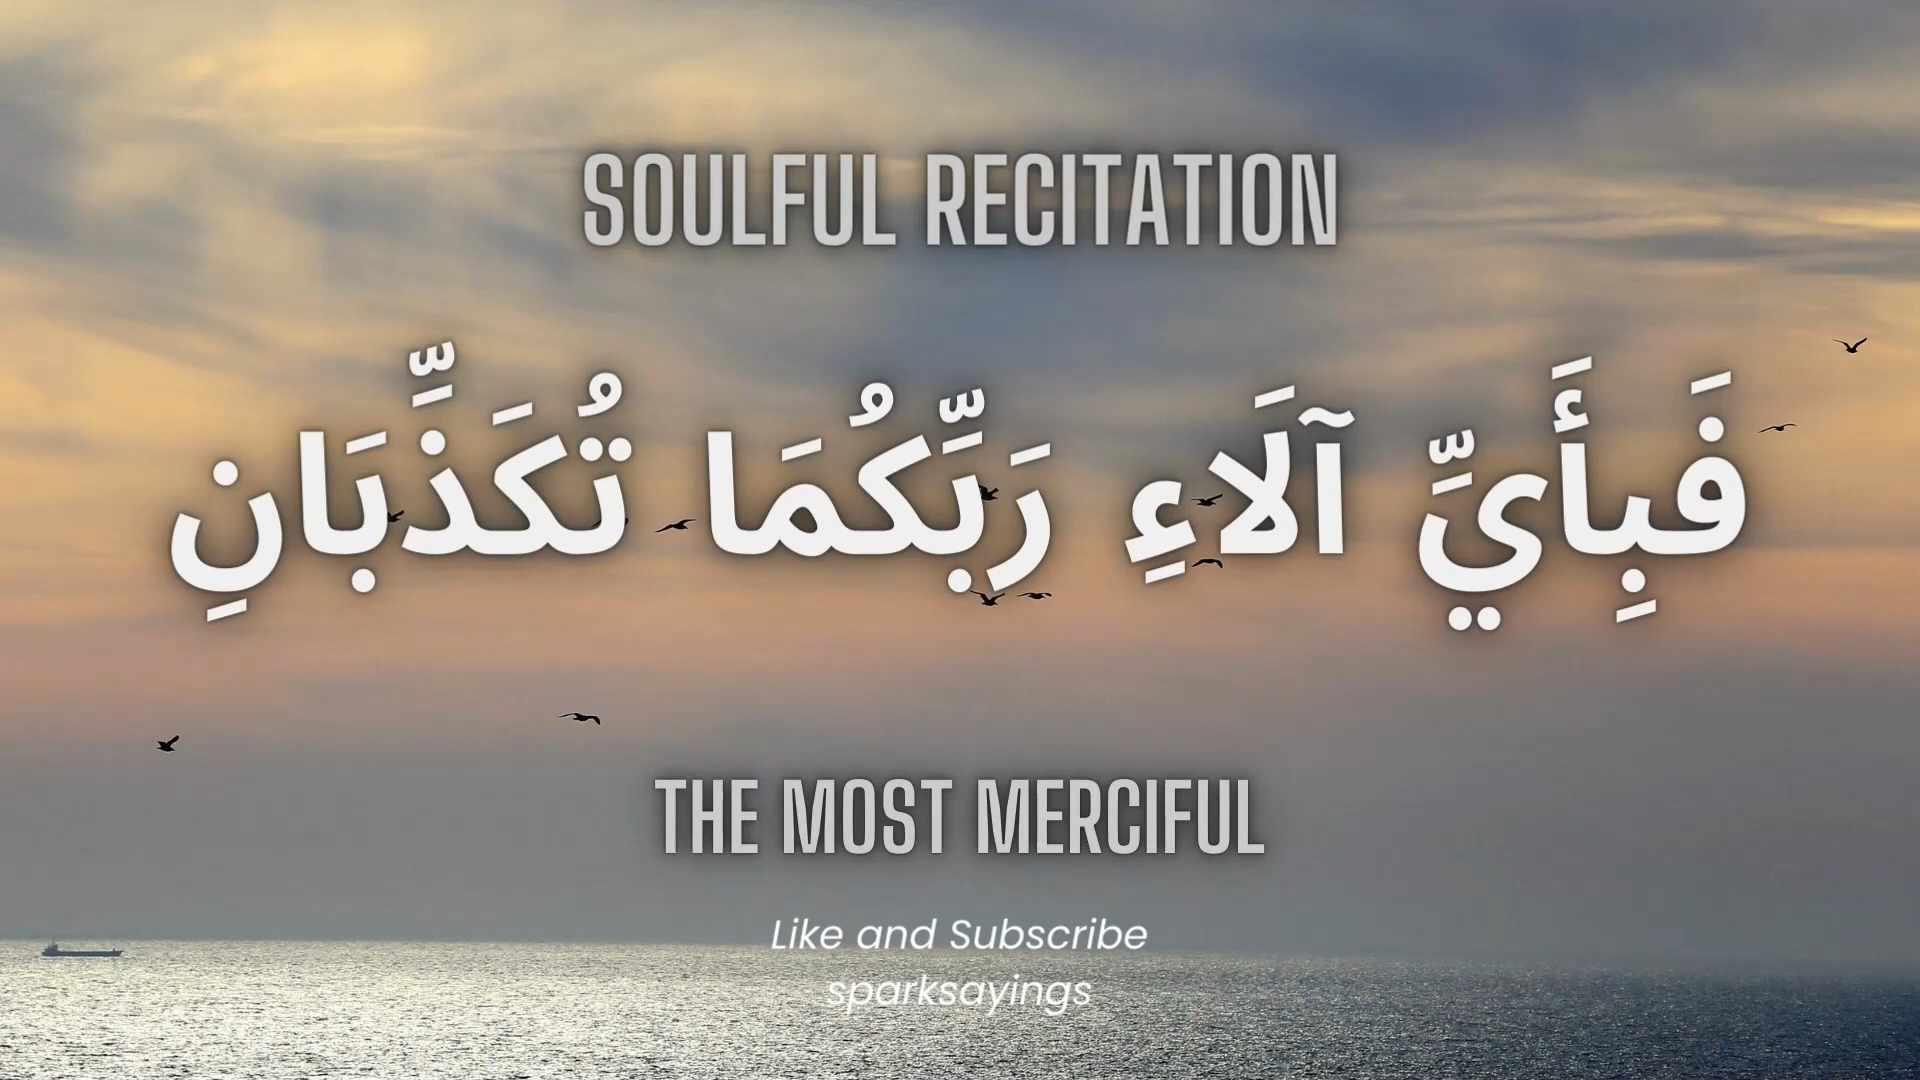 SOULFUL RECITATION
فَبِأَيِّ آلَاءِ رَبِّكُمَا تُكَذِّبَانِ
THE MOST MERCIFUL
Like and Subscribe
sparksayings